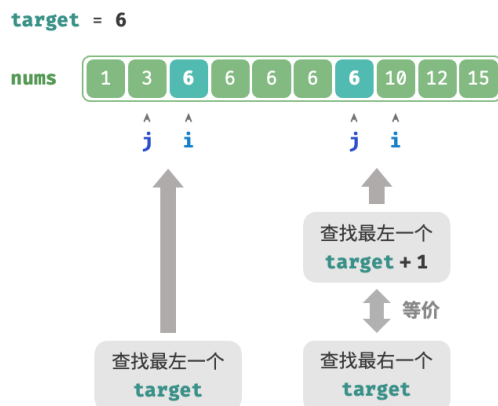 target = 6
nums 1 3 6 6 6 6 6 10 12 15
j i j i
查找最左一个
target + 1
等价
查找最左一个
target
查找最右一个
target